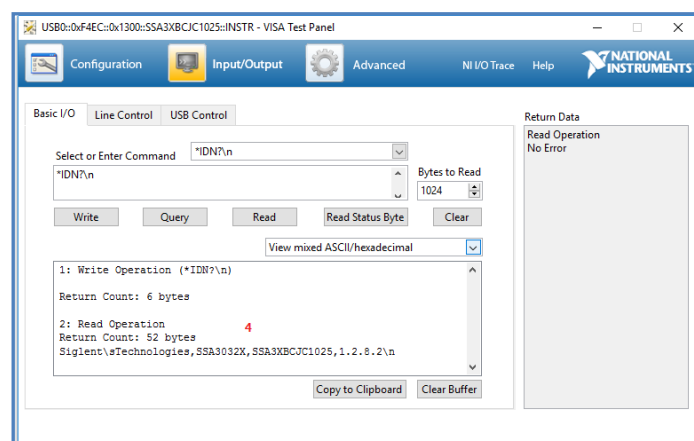 USB0::0xF4EC::0x1300::SSA3XBCJC1025::INSTR - VISA Test Panel
Configuration Input/Output Advanced NI I/O Trace Help NATIONAL INSTRUMENTS
Basic I/O Line Control USB Control
Return Data
Read Operation
No Error
Select or Enter Command *IDN?\n
*IDN?\n
Bytes to Read
1024
Write Query Read Read Status Byte Clear
View mixed ASCII/hexadecimal
1: Write Operation (*IDN?\n)
Return Count: 6 bytes
2: Read Operation
4
Return Count: 52 bytes
Siglent\sTechnologies,SSA3032X,SSA3XBCJC1025,1.2.8.2\n
Copy to Clipboard Clear Buffer